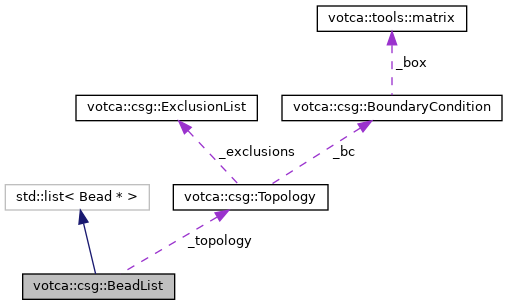 votca::tools::matrix
_box
votca::csg::ExclusionList
votca::csg::BoundaryCondition
_exclusions
_bc
std::list< Bead * >
votca::csg::Topology
_topology
votca::csg::BeadList